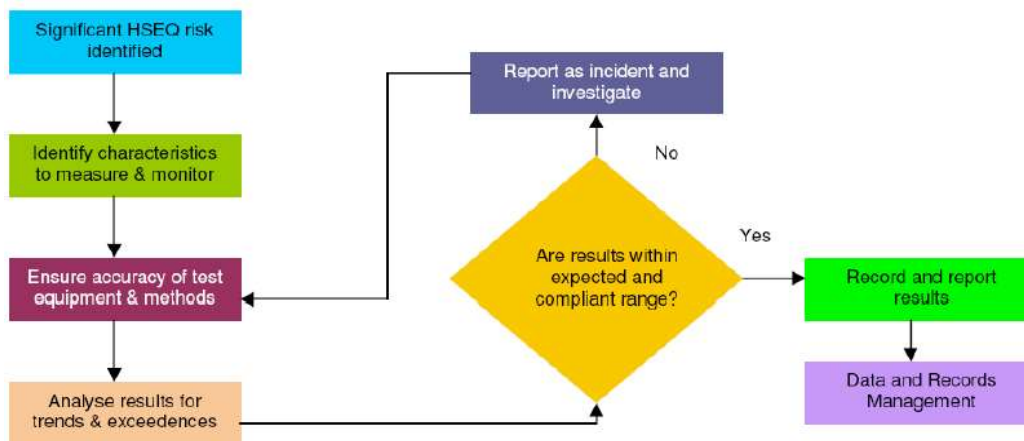 Significant HSEQ risk
identified
Identify characteristics
to measure & monitor
Ensure accuracy of test
equipment & methods
Analyse results for
trends & exceedences
Report as incident and
investigate
No
Are results within
expected and
compliant range?
Yes
Record and report
results
Data and Records
Management